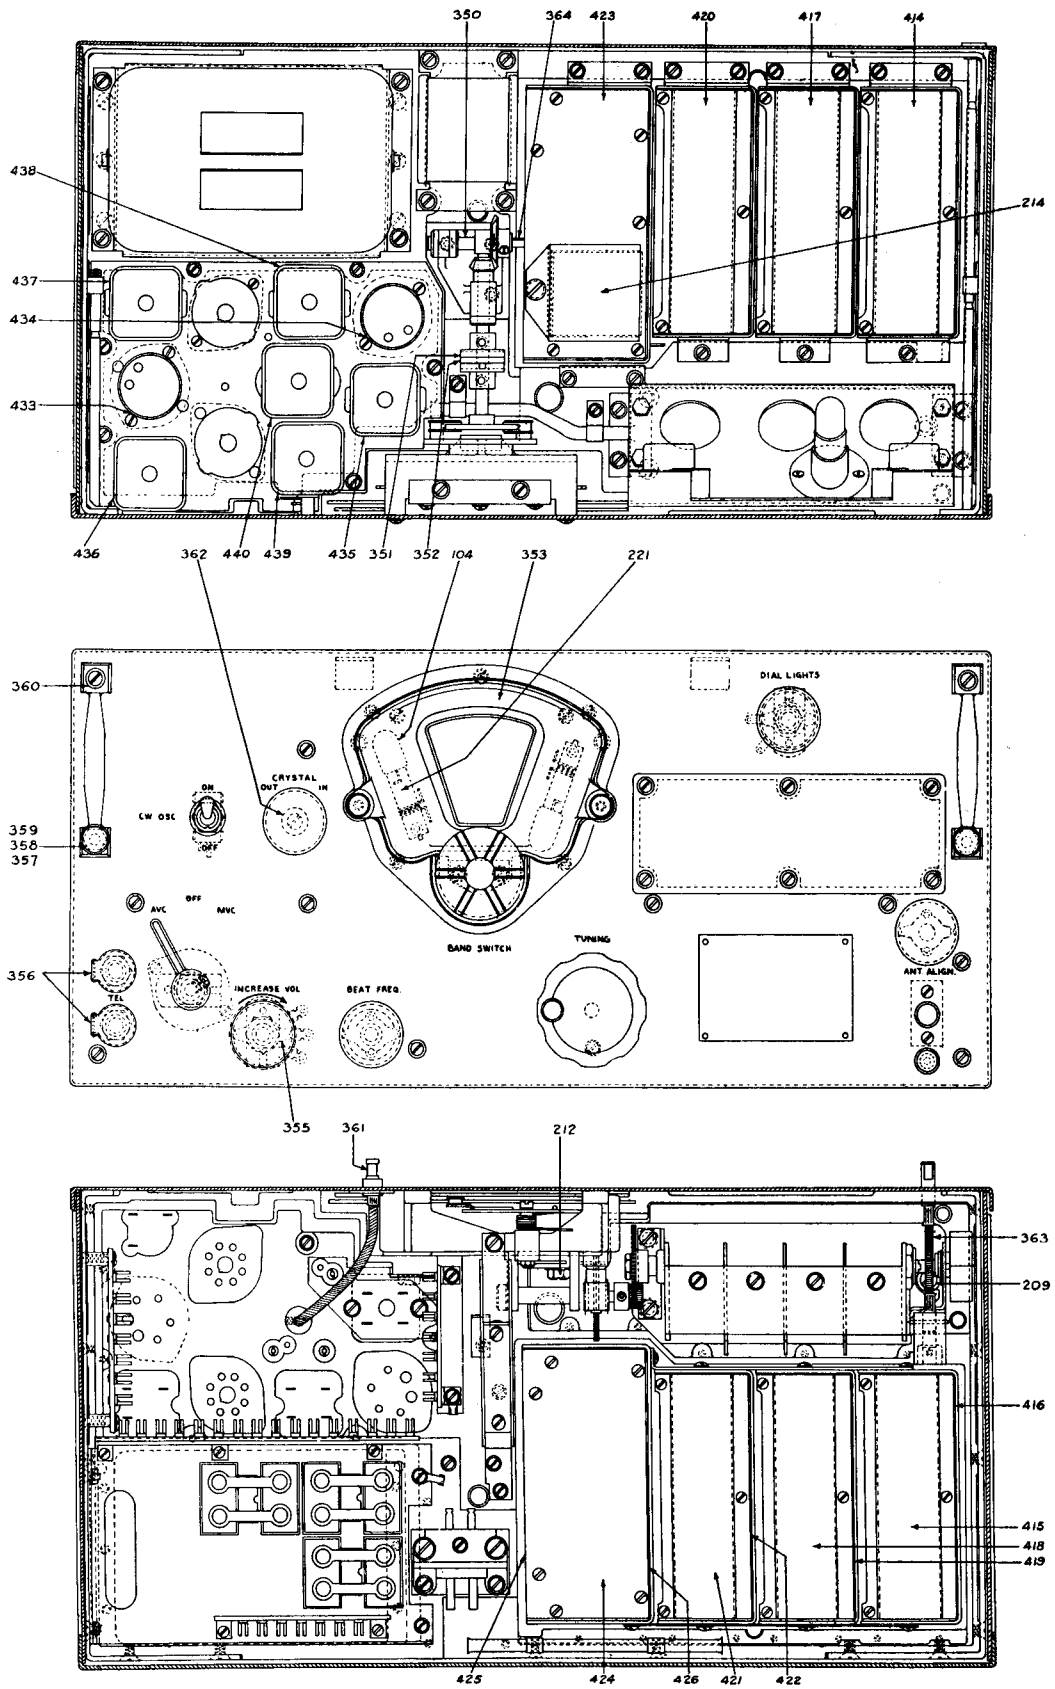 350 364 423 420 417 414
438
214
437
434
433
436 362 440 439 435 351 352 104 353 221
360
DIAL LIGHTS
CRYSTAL
ON
OUT IN
CW OSC
OFF
359
358
357
OFF
AVC MVC
BAND SWITCH
TUNING
356
ANT ALIGN.
TEL
INCREASE VOL
BEAT FREQ.
355 361 212
363
209
416
415
418
419
425 424 426 421 422